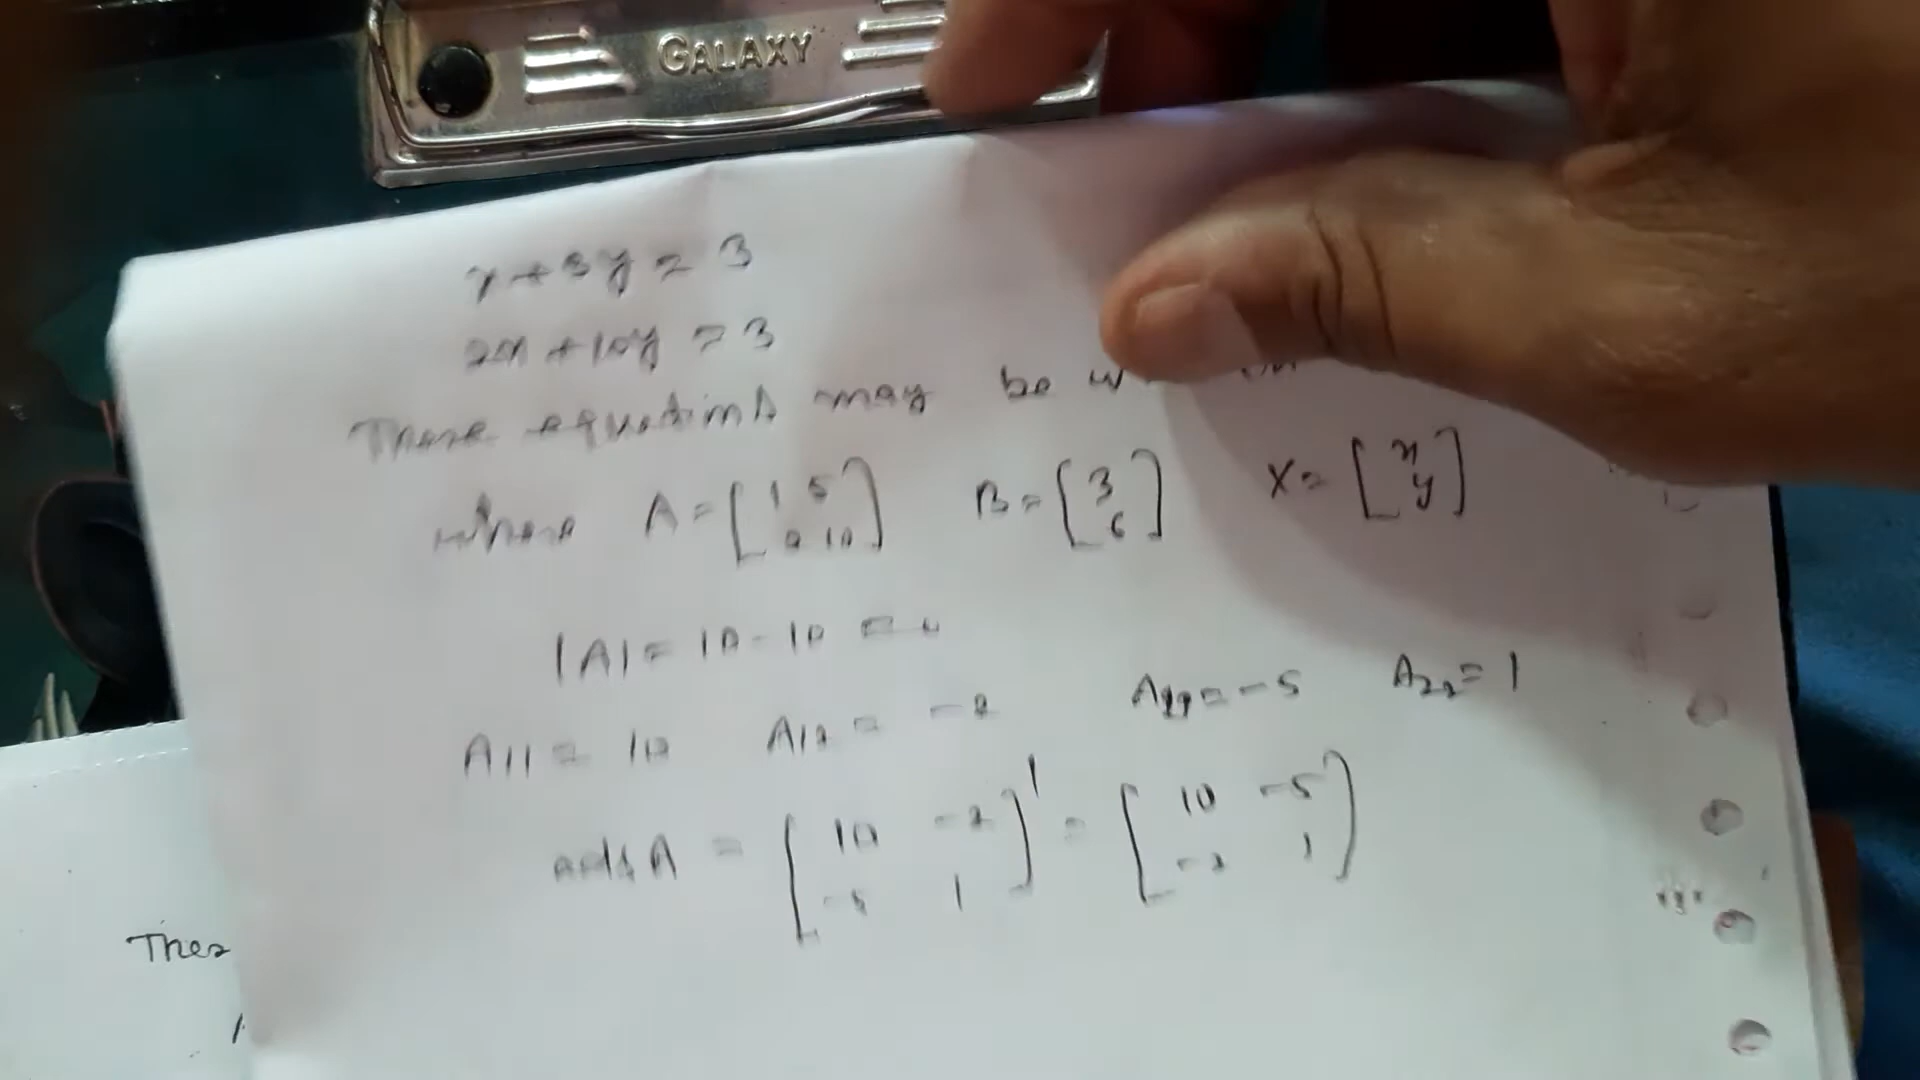 GALAXY
x + 5y = 3
2x + 10y = 3
These equations may be
where A = [1 5 2 10] B = [3 6] X = [x y]
|A| = 10 - 10 = 0
A11 = 10 A12 = -2 A21 = -5 A22 = 1
adj A = [10 -2 -5 1]' = [10 -5 -2 1]